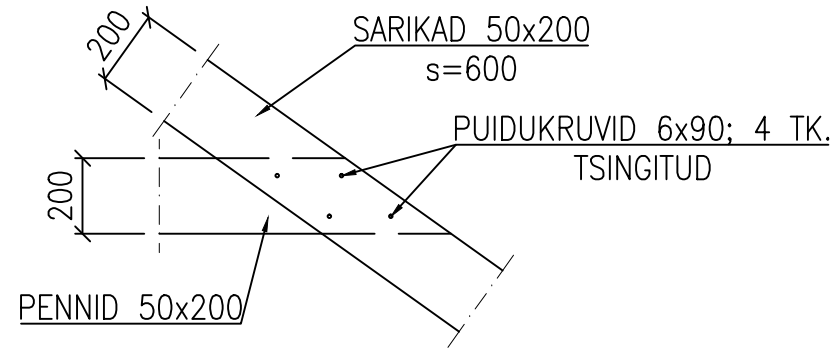 200
SARIKAD 50x200
s=600
PUIDUKRUVID 6x90; 4 TK.
TSINGITUD
200
PENNID 50x200